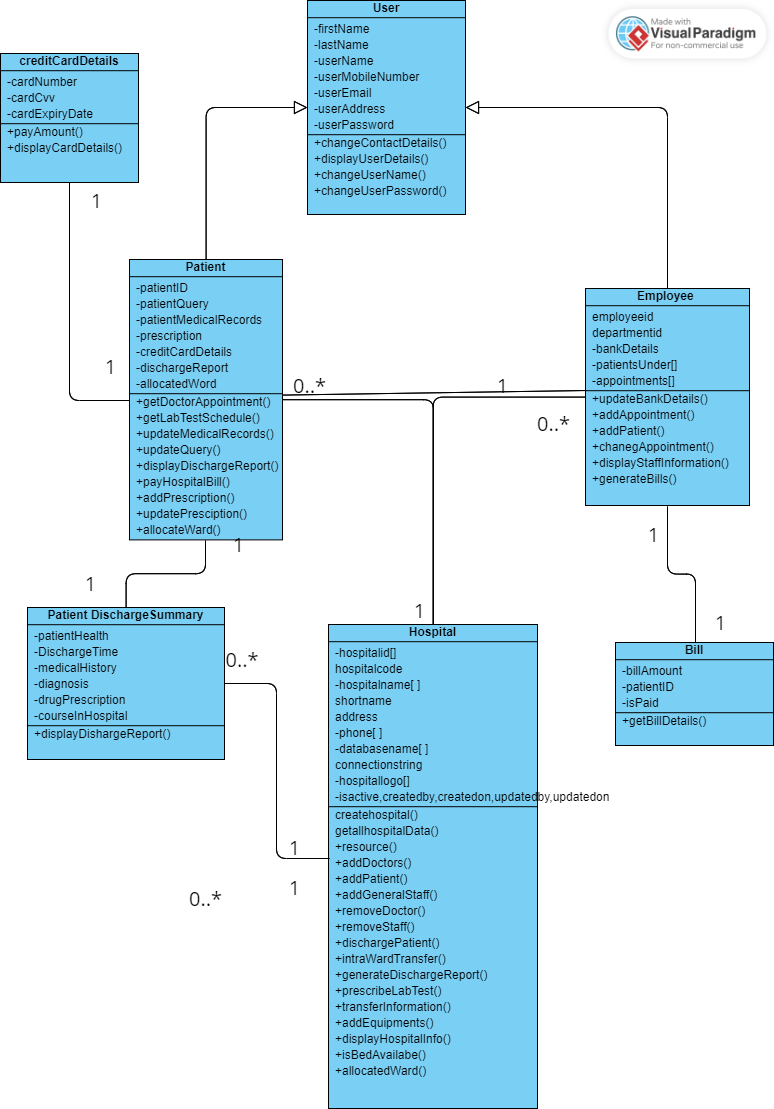 User
-firstName
-lastName
-userName
-userMobileNumber
-userEmail
-userAddress
-userPassword
+changeContactDetails()
+displayUserDetails()
+changeUserName()
+changeUserPassword()
Made with
VisualParadigm
For non-commercial use
creditCardDetails
-cardNumber
-cardCvv
-cardExpiryDate
+payAmount()
+displayCardDetails()
1
1
Patient
-patientID
-patientQuery
-patientMedicalRecords
-prescription
-creditCardDetails
-dischargeReport
-allocatedWord
+getDoctorAppointment()
+getLabTestSchedule()
+updateMedicalRecords()
+updateQuery()
+displayDischargeReport()
+payHospitalBill()
+addPrescription()
+updatePresciption()
+allocateWard()
0..*
1
0..*
Employee
employeeid
departmentid
-bankDetails
-patientsUnder[]
-appointments[]
+updateBankDetails()
+addAppointment()
+addPatient()
+chanegAppointment()
+displayStaffInformation()
+generateBills()
1
1
1
1
1
Patient DischargeSummary
-patientHealth
-DischargeTime
-medicalHistory
-diagnosis
-drugPrescription
-courseInHospital
+displayDishargeReport()
0..*
1
0..*
1
Hospital
-hospitalid[]
hospitalcode
-hospitalname[ ]
shortname
address
-phone[ ]
-databasename[ ]
connectionstring
-hospitallogo[]
-isactive,createdby,createdon,updatedby,updatedon
createhospital()
getallhospitalData()
+resource()
+addDoctors()
+addPatient()
+addGeneralStaff()
+removeDoctor()
+removeStaff()
+dischargePatient()
+intraWardTransfer()
+generateDischargeReport()
+prescribeLabTest()
+transferInformation()
+addEquipments()
+displayHospitalInfo()
+isBedAvailabe()
+allocatedWard()
Bill
-billAmount
-patientID
-isPaid
+getBillDetails()